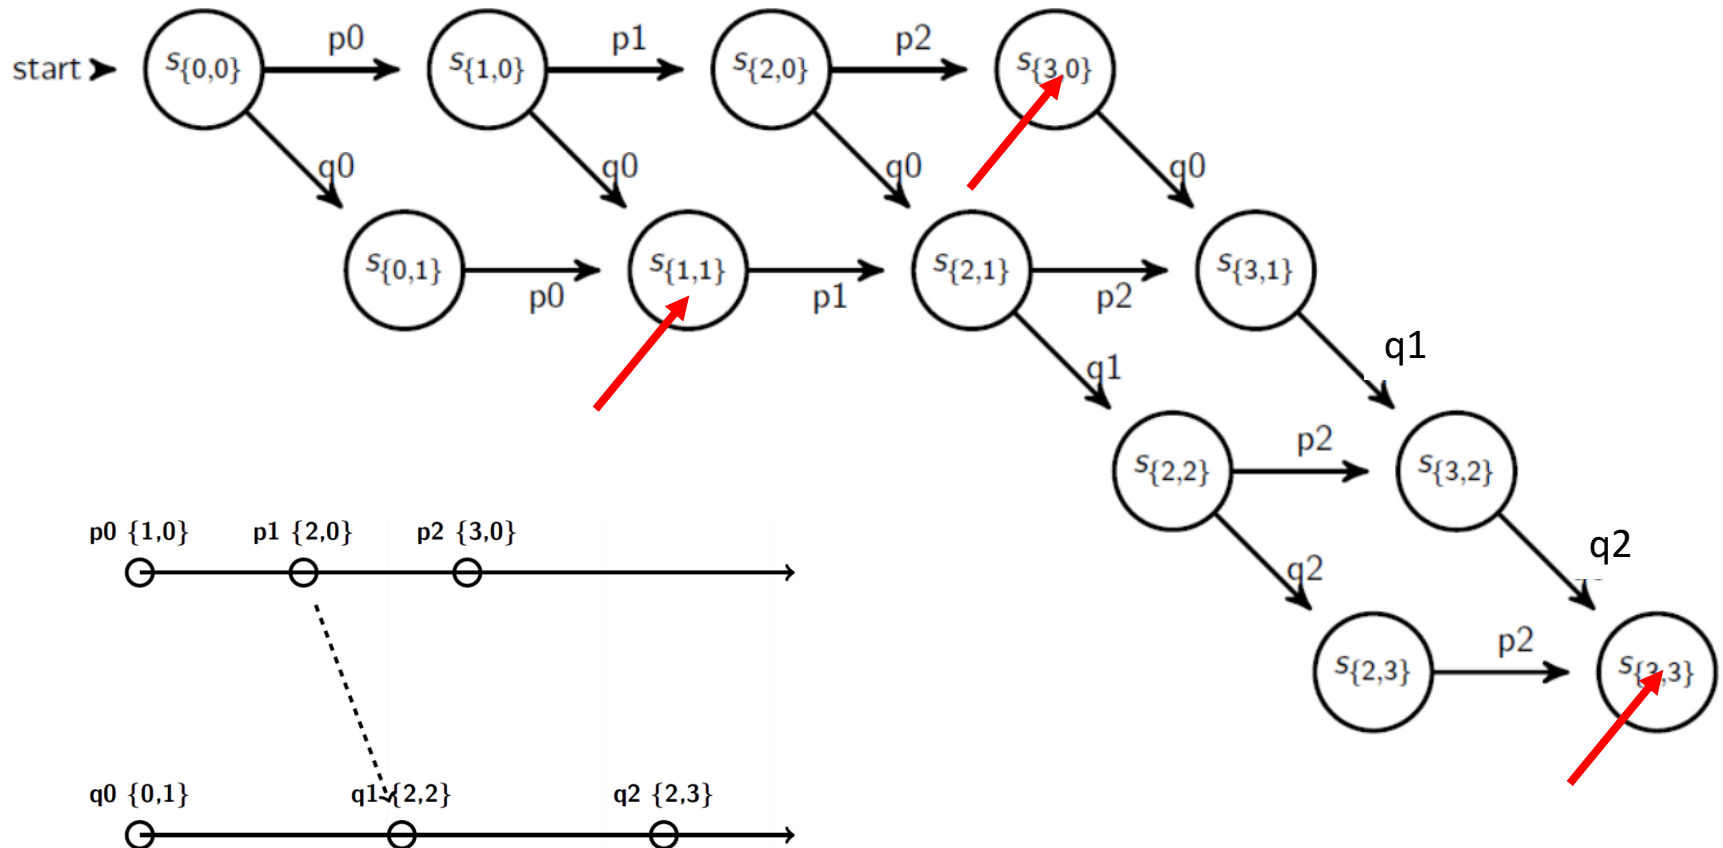 p0 p1 p2
start S{0,0} S{1,0} S{2,0} S{3,0}
q0 q0 q0 q0
S{0,1} S{1,1} S{2,1} S{3,1}
p0 p1 p2
q1 q1
p2
S{2,2} S{3,2}
p0 {1,0} p1 {2,0} p2 {3,0}
q2 q2
p2
S{2,3} S{3,3}
q0 {0,1} q1 {2,2} q2 {2,3}